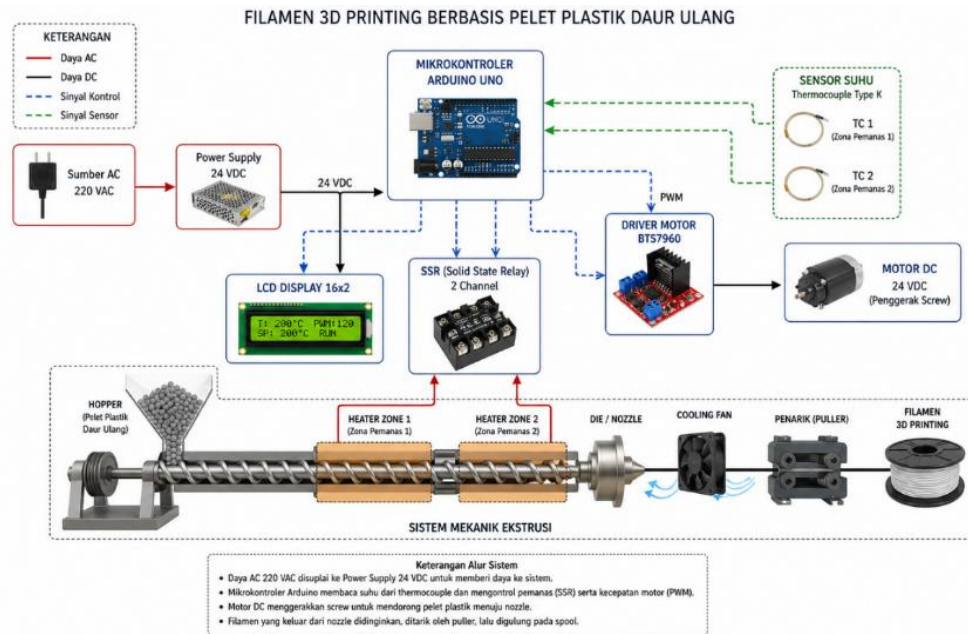 FILAMEN 3D PRINTING BERBASIS PELET PLASTIK DAUR ULANG
KETERANGAN
Daya AC
Daya DC
Sinyal Kontrol
Sinyal Sensor
MIKROKONTROLER
ARDUINO UNO
UNO
SENSOR SUHU
Thermocouple Type K
TC 1
(Zona Pemanas 1)
TC 2
(Zona Pemanas 2)
Sumber AC
220 VAC
Power Supply
24 VDC
24 VDC
PWM
DRIVER MOTOR
BTS7960
MOTOR DC
24 VDC
(Penggerak Screw)
LCD DISPLAY 16x2
T: 200°C PWM:120
SP: 200°C RUN
SSR (Solid State Relay)
2 Channel
HOPPER
(Pelet Plastik
Daur Ulang)
HEATER ZONE 1
(Zona Pemanas 1)
HEATER ZONE 2
(Zona Pemanas 2)
DIE / NOZZLE
COOLING FAN
PENARIK (PULLER)
FILAMEN
3D PRINTING
SISTEM MEKANIK EKSTRUSI
Keterangan Alur Sistem
• Daya AC 220 VAC disuplai ke Power Supply 24 VDC untuk memberi daya ke sistem.
• Mikrokontroler Arduino membaca suhu dari thermocouple dan mengontrol pemanas (SSR) serta kecepatan motor (PWM).
• Motor DC menggerakkan screw untuk mendorong pelet plastik menuju nozzle.
• Filamen yang keluar dari nozzle didinginkan, ditarik oleh puller, lalu digulung pada spool.